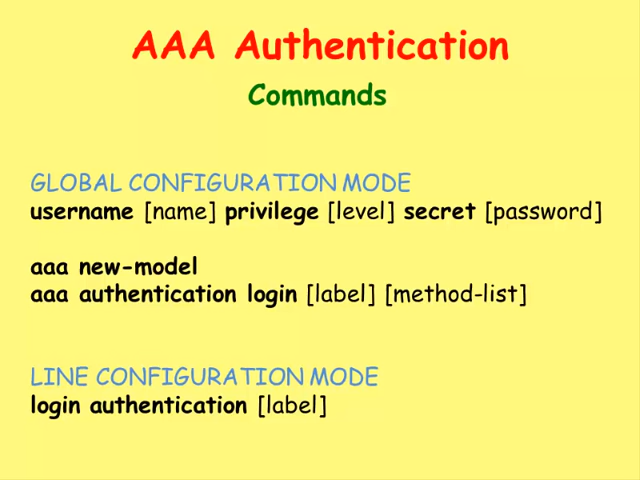 AAA Authentication
Commands
GLOBAL CONFIGURATION MODE
username [name] privilege [level] secret [password]
aaa new-model
aaa authentication login [label] [method-list]
LINE CONFIGURATION MODE
login authentication [label]